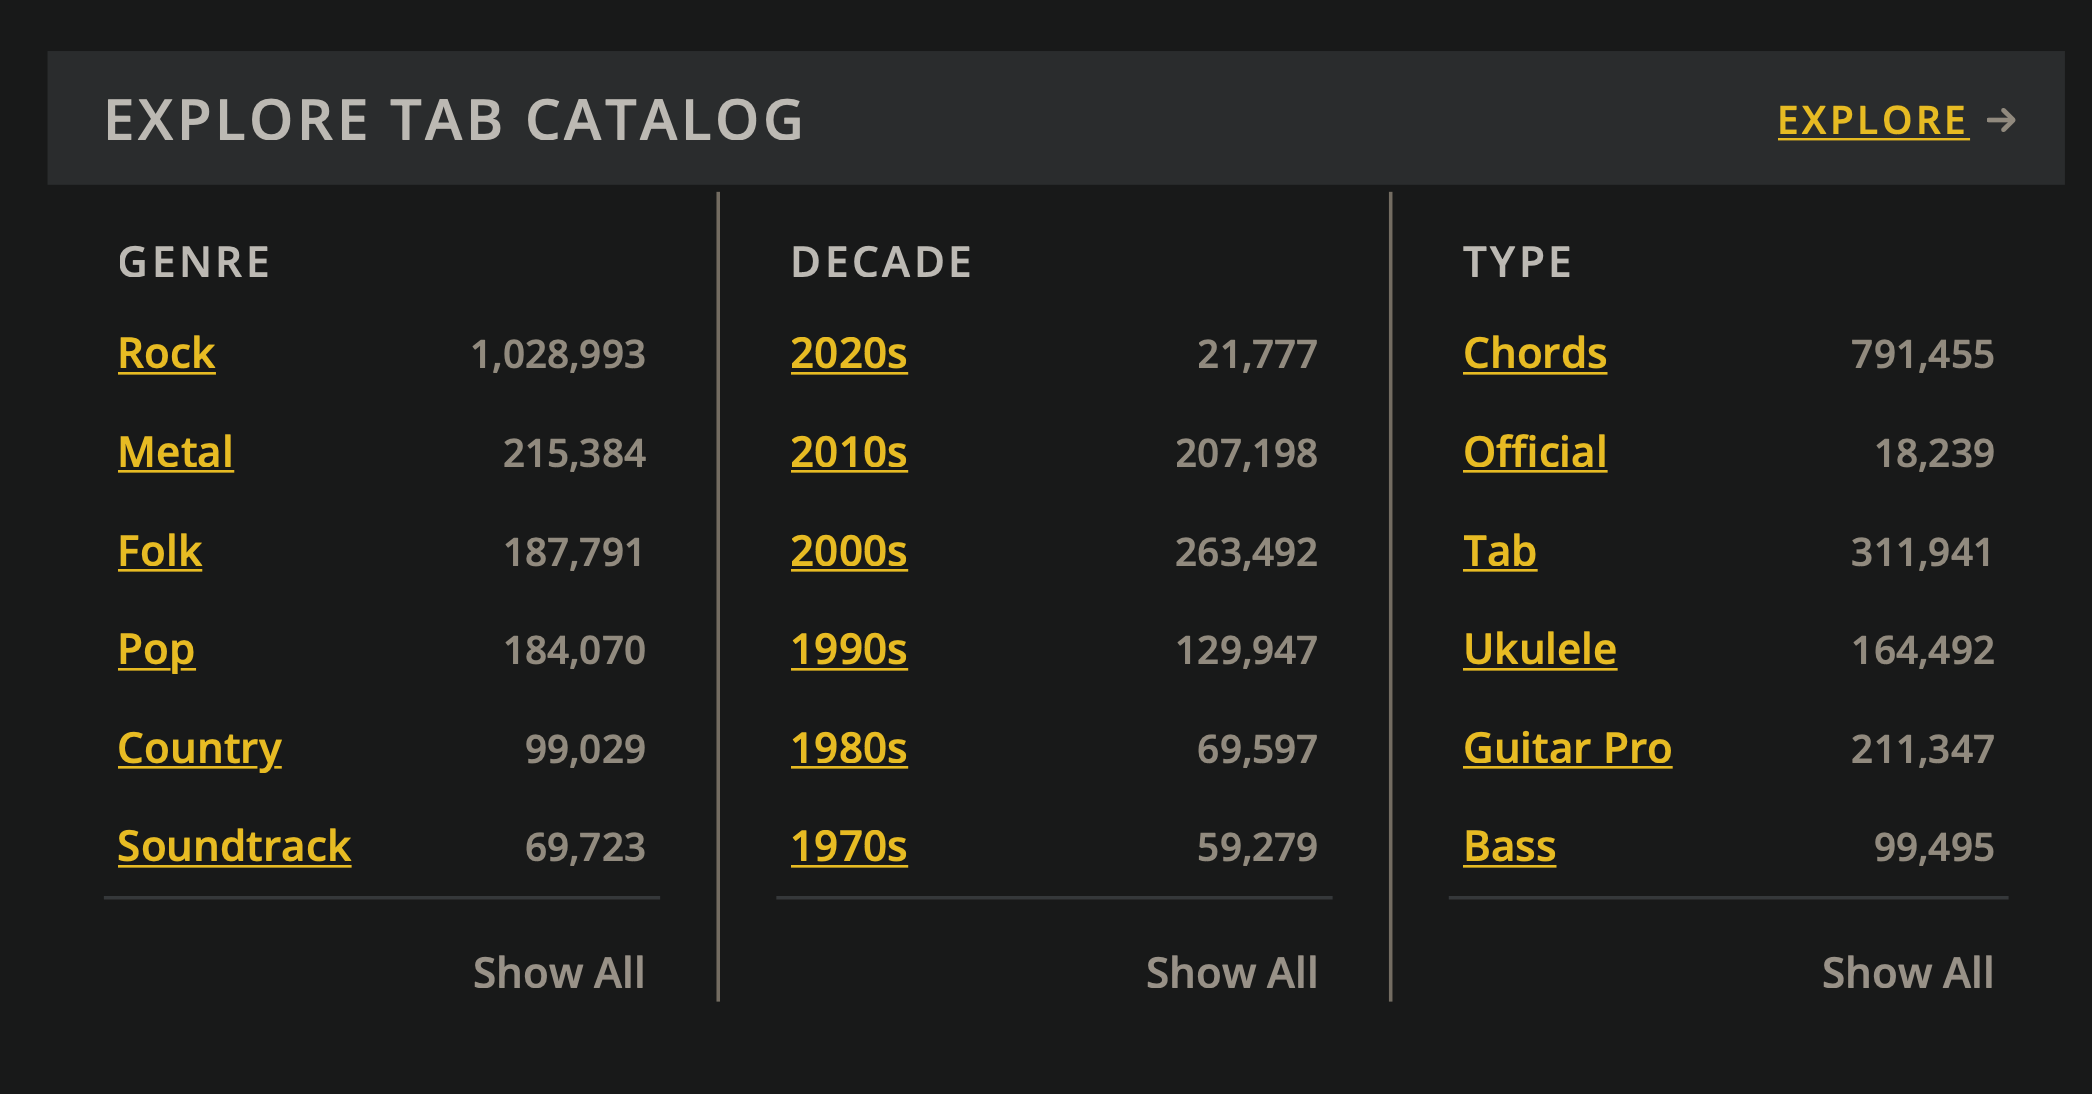 EXPLORE TAB CATALOG EXPLORE →
GENRE
Rock 1,028,993
Metal 215,384
Folk 187,791
Pop 184,070
Country 99,029
Soundtrack 69,723
Show All
DECADE
2020s 21,777
2010s 207,198
2000s 263,492
1990s 129,947
1980s 69,597
1970s 59,279
Show All
TYPE
Chords 791,455
Official 18,239
Tab 311,941
Ukulele 164,492
Guitar Pro 211,347
Bass 99,495
Show All